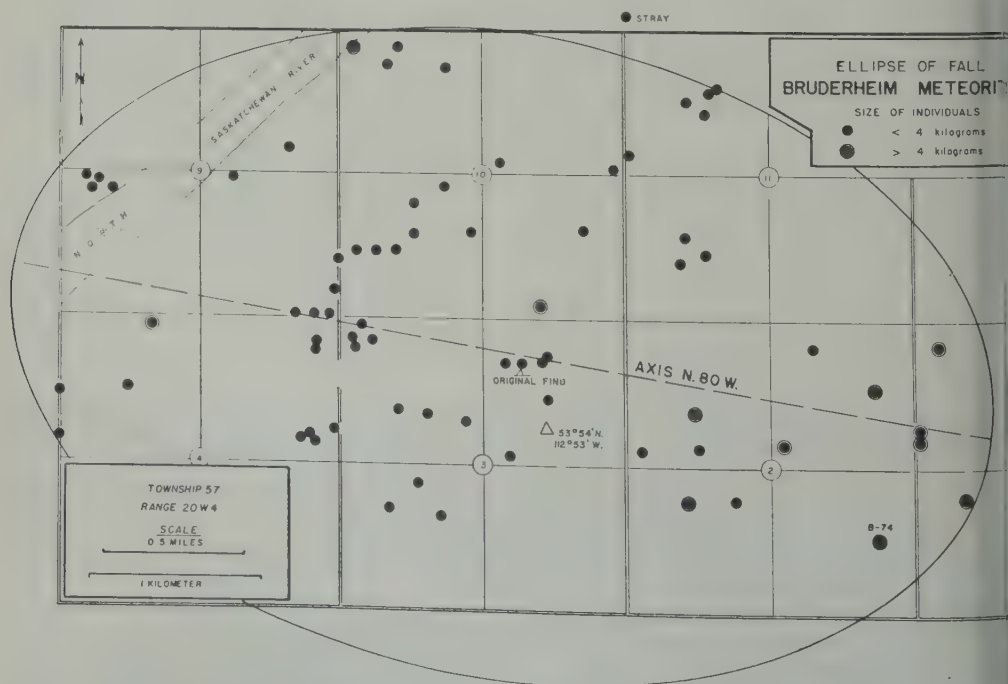 STRAY
N
ELLIPSE OF FALL
BRUDERHEIM METEORIT
SIZE OF INDIVIDUALS
< 4 kilograms
> 4 kilograms
NORTH
SASKATCHEWAN RIVER
9
10
11
ORIGINAL FIND
AXIS N. 80 W.
53°54'N.
112°53' W.
4
3
2
B-74
TOWNSHIP 57
RANGE 20 W 4
SCALE
0.5 MILES
1 KILOMETER